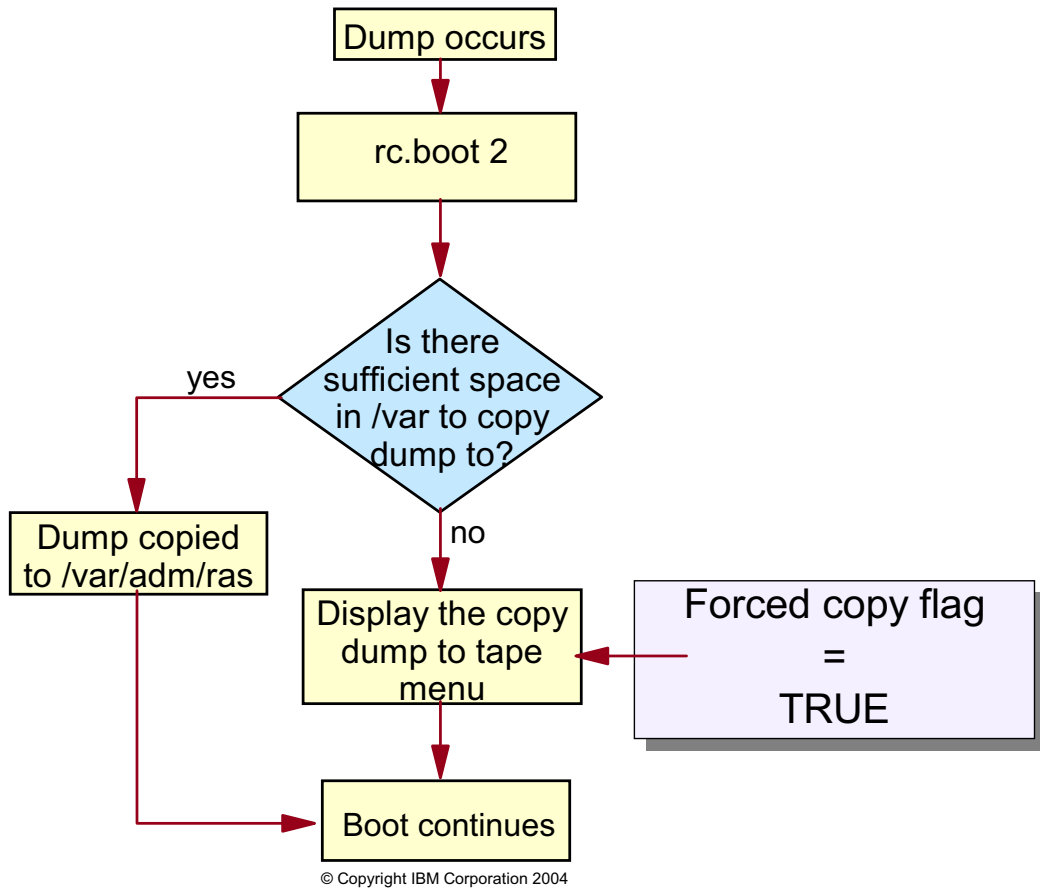 Dump occurs
rc.boot 2
Is there
sufficient space
in /var to copy
dump to?
yes
no
Dump copied
to /var/adm/ras
Display the copy
dump to tape
menu
Forced copy flag
=
TRUE
Boot continues
© Copyright IBM Corporation 2004